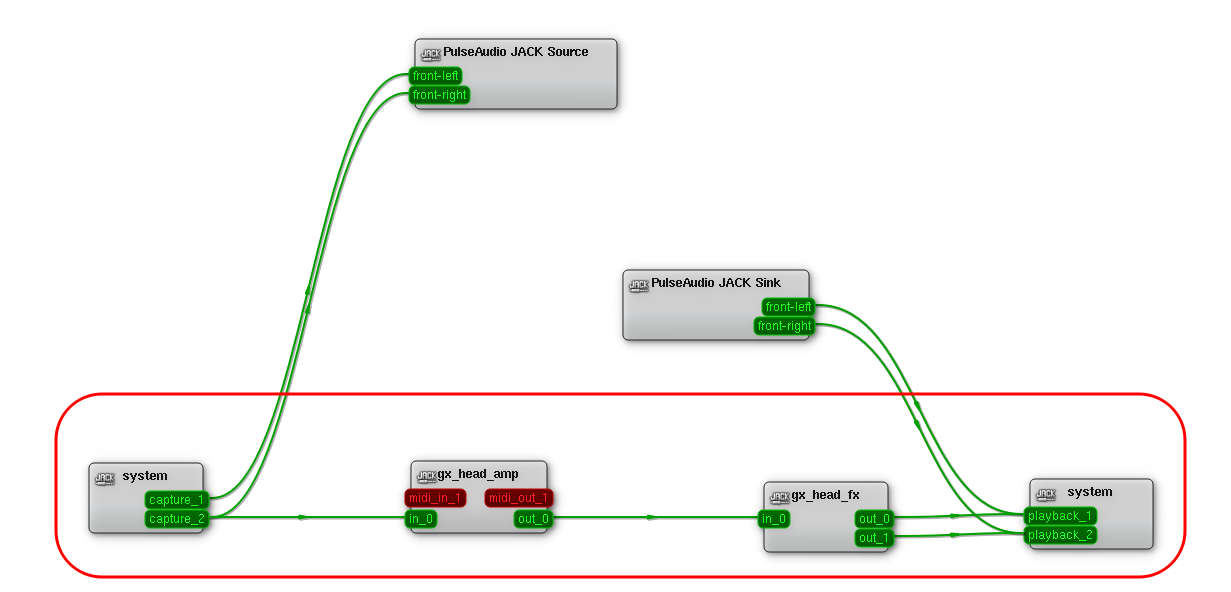 JACK PulseAudio JACK Source
front-left
front-right
JACK PulseAudio JACK Sink
front-left
front-right
JACK system
capture_1
capture_2
JACK gx_head_amp
midi_in_1 midi_out_1
in_0 out_0
JACK gx_head_fx
in_0 out_0
out_1
JACK system
playback_1
playback_2